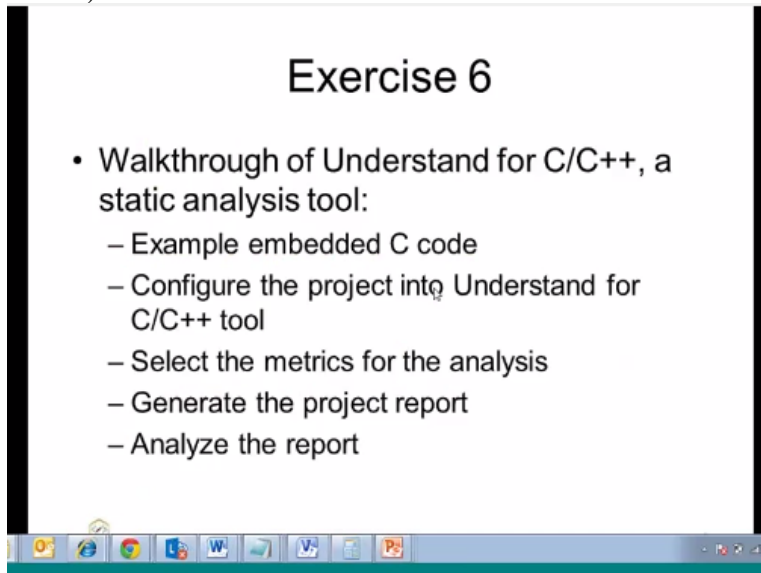 Exercise 6
• Walkthrough of Understand for C/C++, a
static analysis tool:
– Example embedded C code
– Configure the project into Understand for
C/C++ tool
– Select the metrics for the analysis
– Generate the project report
– Analyze the report